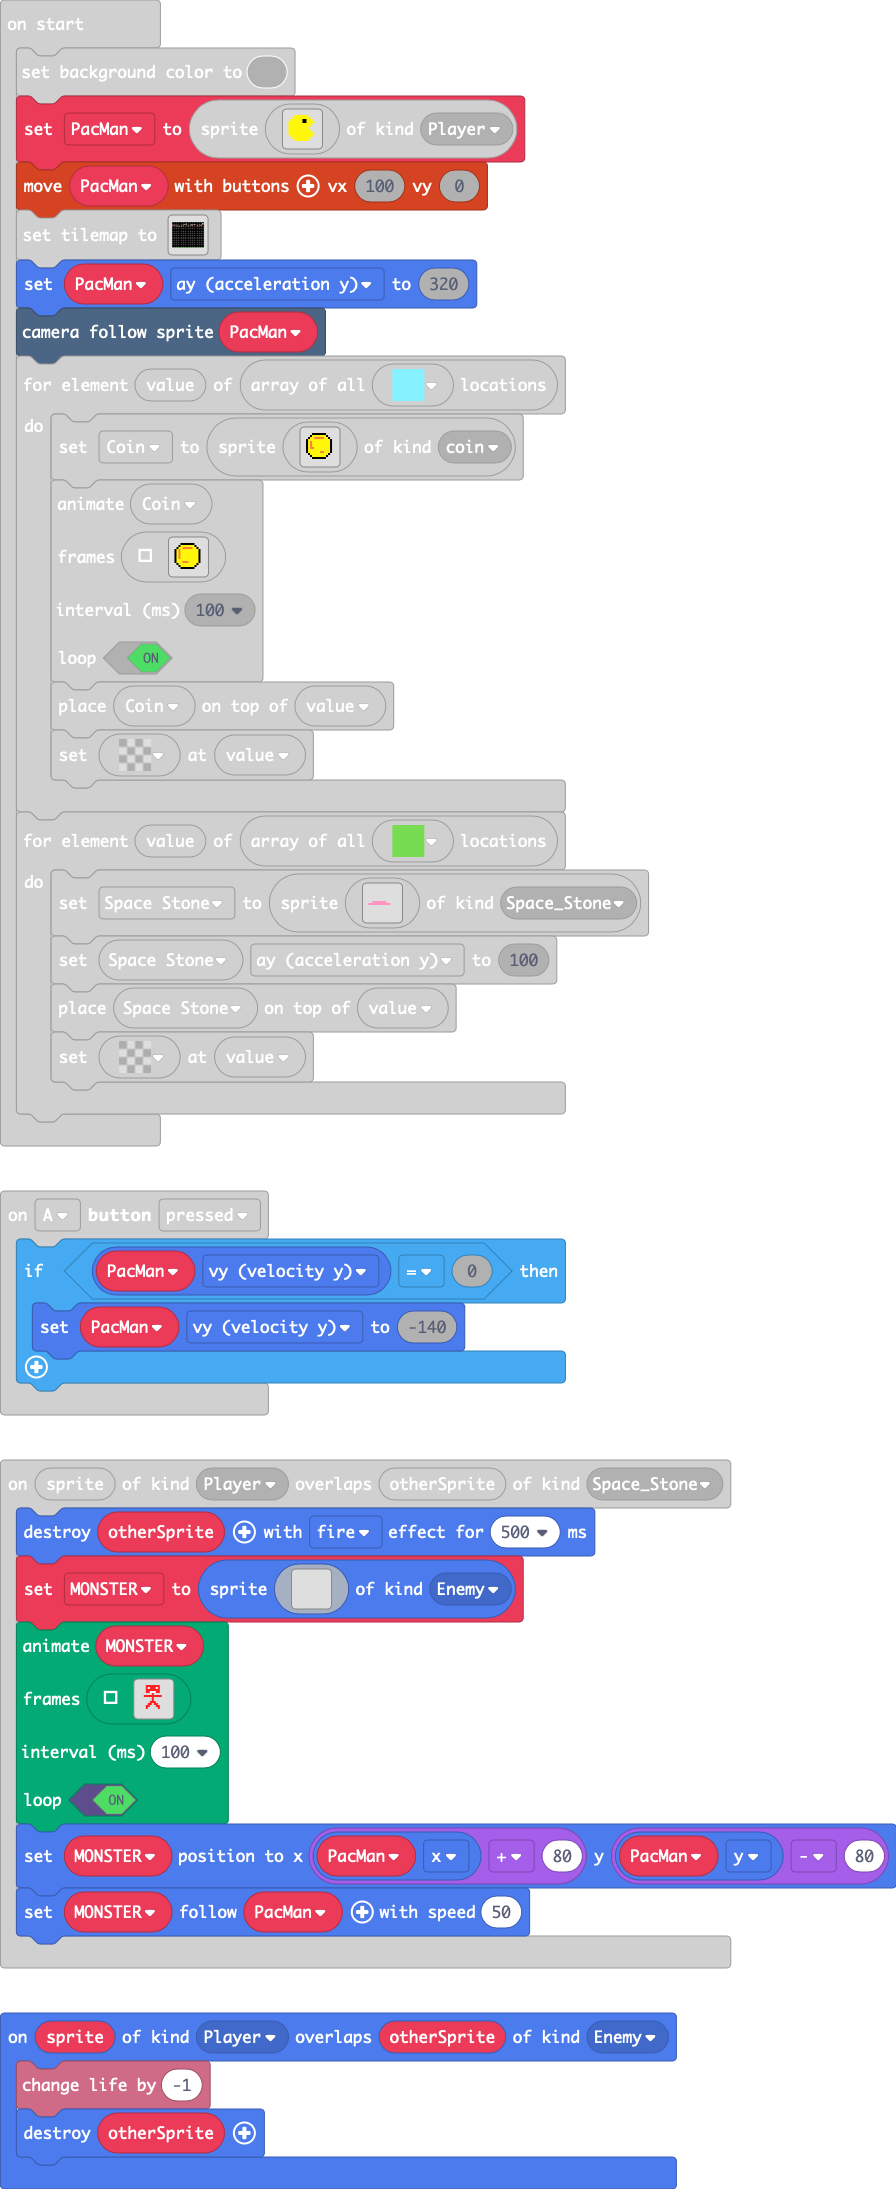 on start
set background color to
set PacMan to sprite of kind Player
move PacMan with buttons vx 100 vy 0
set tilemap to
set PacMan ay (acceleration y) to 320
camera follow sprite PacMan
for element value of array of all locations
do
set Coin to sprite of kind coin
animate Coin
frames
interval (ms) 100
loop ON
place Coin on top of value
set at value
for element value of array of all locations
do
set Space Stone to sprite of kind Space_Stone
set Space Stone ay (acceleration y) to 100
place Space Stone on top of value
set at value
on A button pressed
if PacMan vy (velocity y) = 0 then
set PacMan vy (velocity y) to -140
on sprite of kind Player overlaps otherSprite of kind Space_Stone
destroy otherSprite with fire effect for 500 ms
set MONSTER to sprite of kind Enemy
animate MONSTER
frames
interval (ms) 100
loop ON
set MONSTER position to x PacMan x + 80 y PacMan y - 80
set MONSTER follow PacMan with speed 50
on sprite of kind Player overlaps otherSprite of kind Enemy
change life by -1
destroy otherSprite